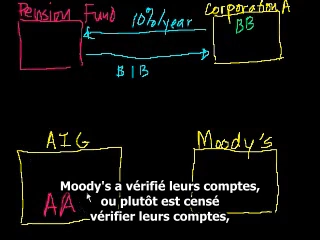 Pension Fund
10%/year
Corporation A
BB
$ 1 B
AIG
Moody's
AA
Moody's a vérifié leurs comptes,
ou plutôt est censé
vérifier leurs comptes,